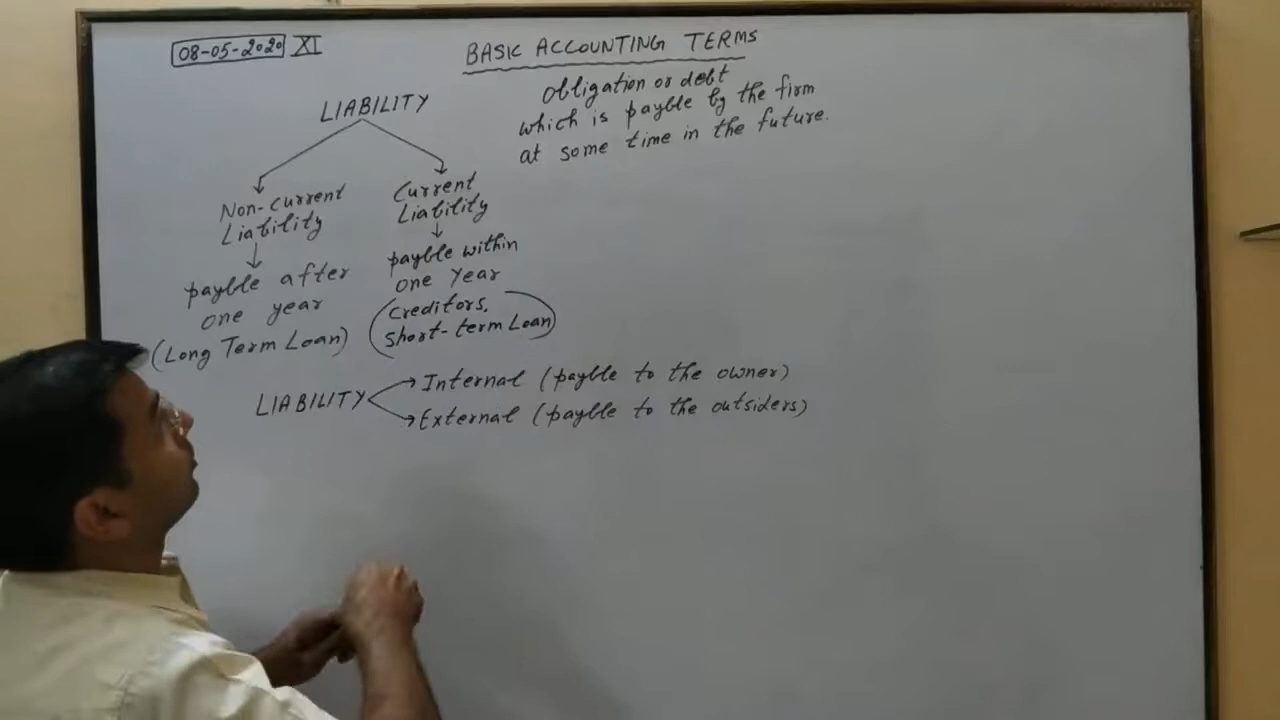 08-05-2020 XI
BASIC ACCOUNTING TERMS
Obligation or debt
which is payble by the firm
at some time in the future.
LIABILITY
Non-current
Liability
payble after
one year
(Long Term Loan)
Current
Liability
payble within
one year
(creditors,
short-term Loan)
LIABILITY
Internal (payble to the owner)
External (payble to the outsiders)